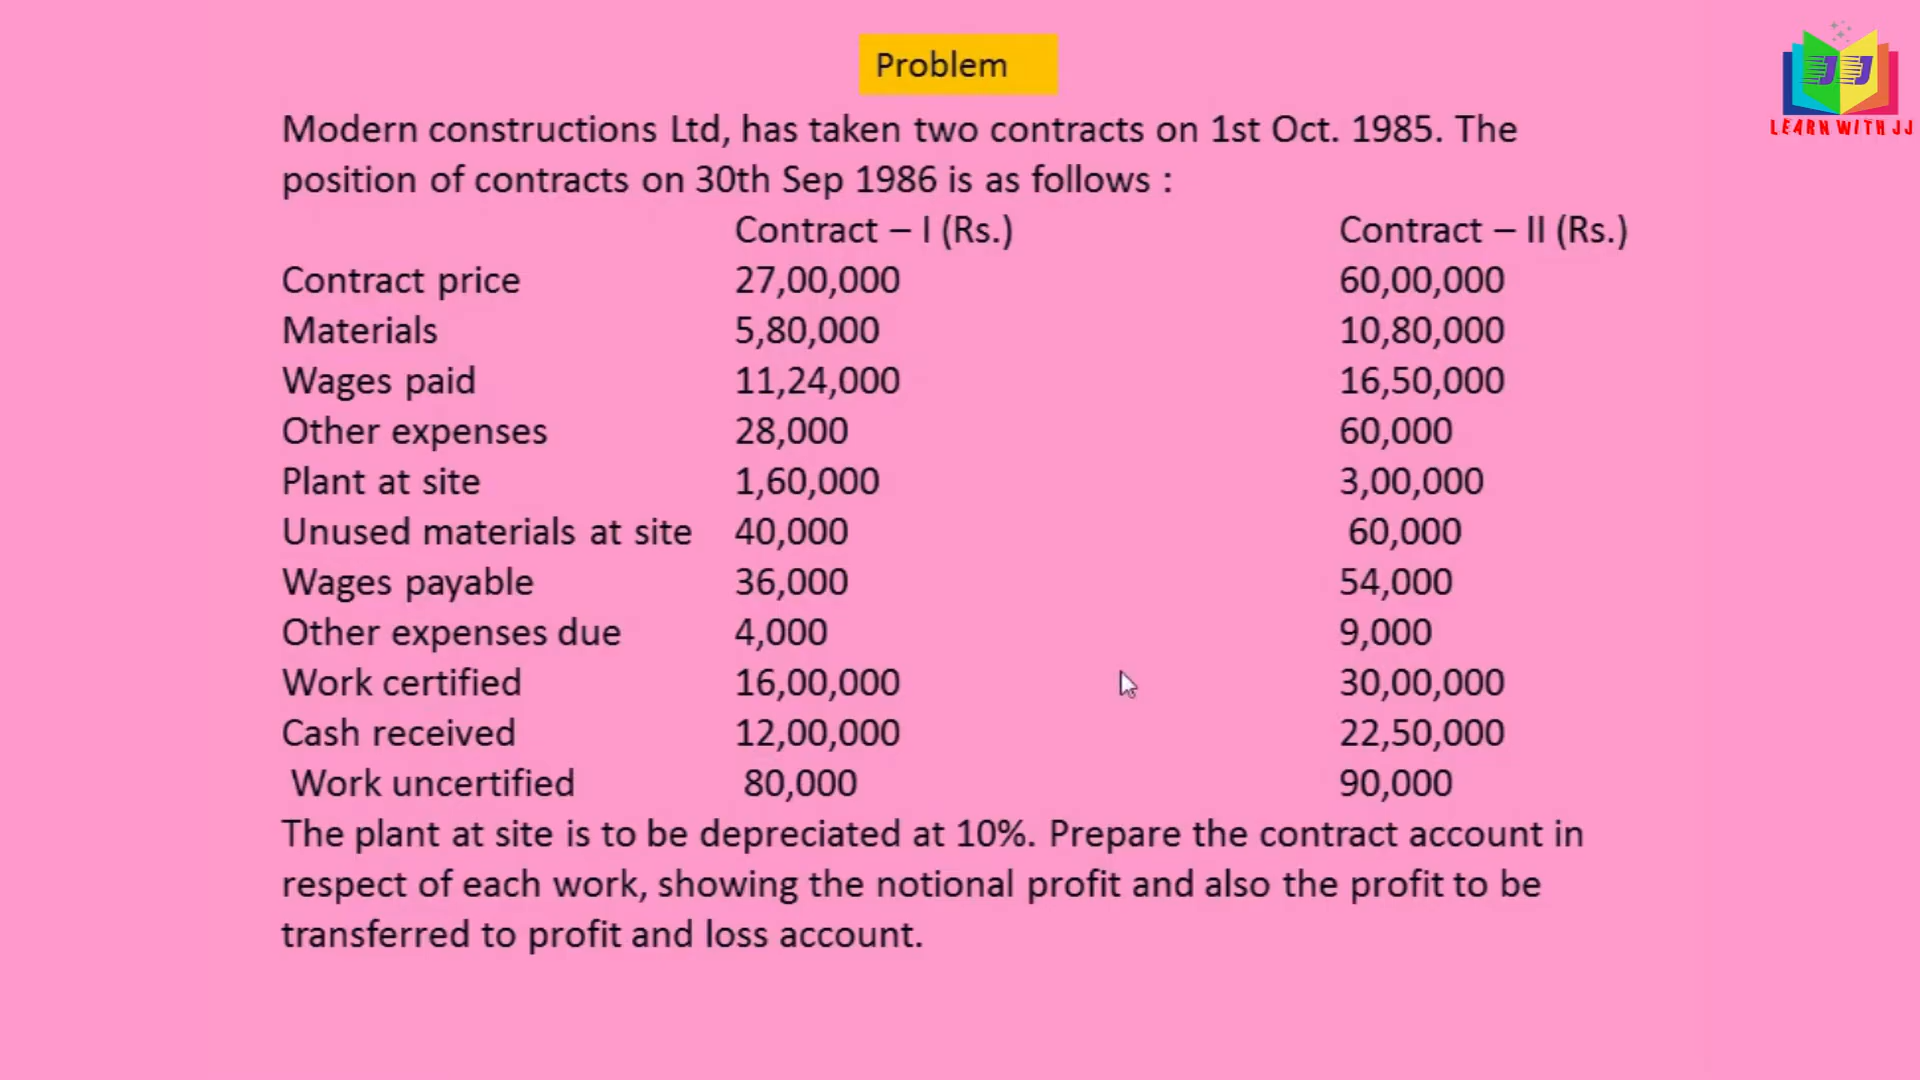 Problem
LEARN WITH JJ
Modern constructions Ltd, has taken two contracts on 1st Oct. 1985. The
position of contracts on 30th Sep 1986 is as follows :
Contract – I (Rs.) Contract – II (Rs.)
Contract price 27,00,000 60,00,000
Materials 5,80,000 10,80,000
Wages paid 11,24,000 16,50,000
Other expenses 28,000 60,000
Plant at site 1,60,000 3,00,000
Unused materials at site 40,000 60,000
Wages payable 36,000 54,000
Other expenses due 4,000 9,000
Work certified 16,00,000 30,00,000
Cash received 12,00,000 22,50,000
Work uncertified 80,000 90,000
The plant at site is to be depreciated at 10%. Prepare the contract account in
respect of each work, showing the notional profit and also the profit to be
transferred to profit and loss account.